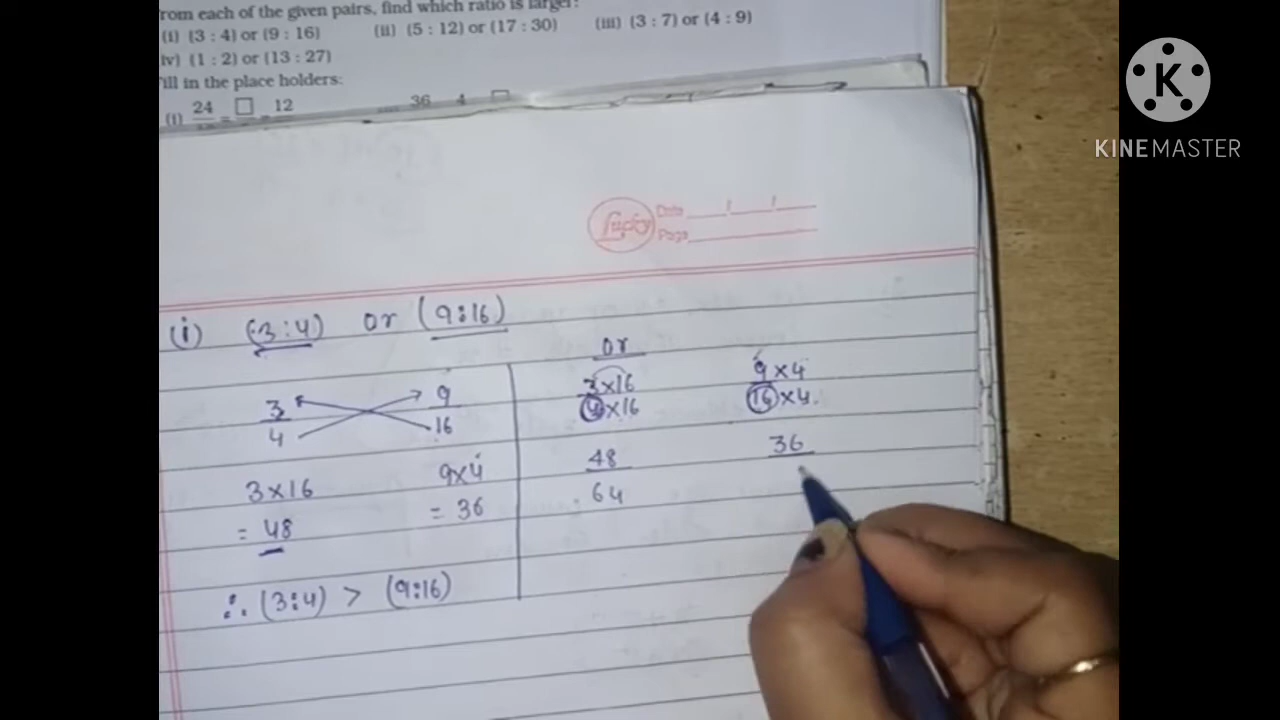 rom each of the given pairs, find which ratio is larger:
(i) (3 : 4) or (9 : 16) (ii) (5 : 12) or (17 : 30) (iii) (3 : 7) or (4 : 9)
iv) (1 : 2) or (13 : 27)
ill in the place holders:
(i) 24 = □ = 12 36 4 □
K
KINEMASTER
Lucky
Date / /
Page
(i) (3:4) or (9:16)
3 9
4 16
3×16 9×4
= 48 = 36
∴ (3:4) > (9:16)
or
3×16 9×4
4×16 16×4
48 36
64